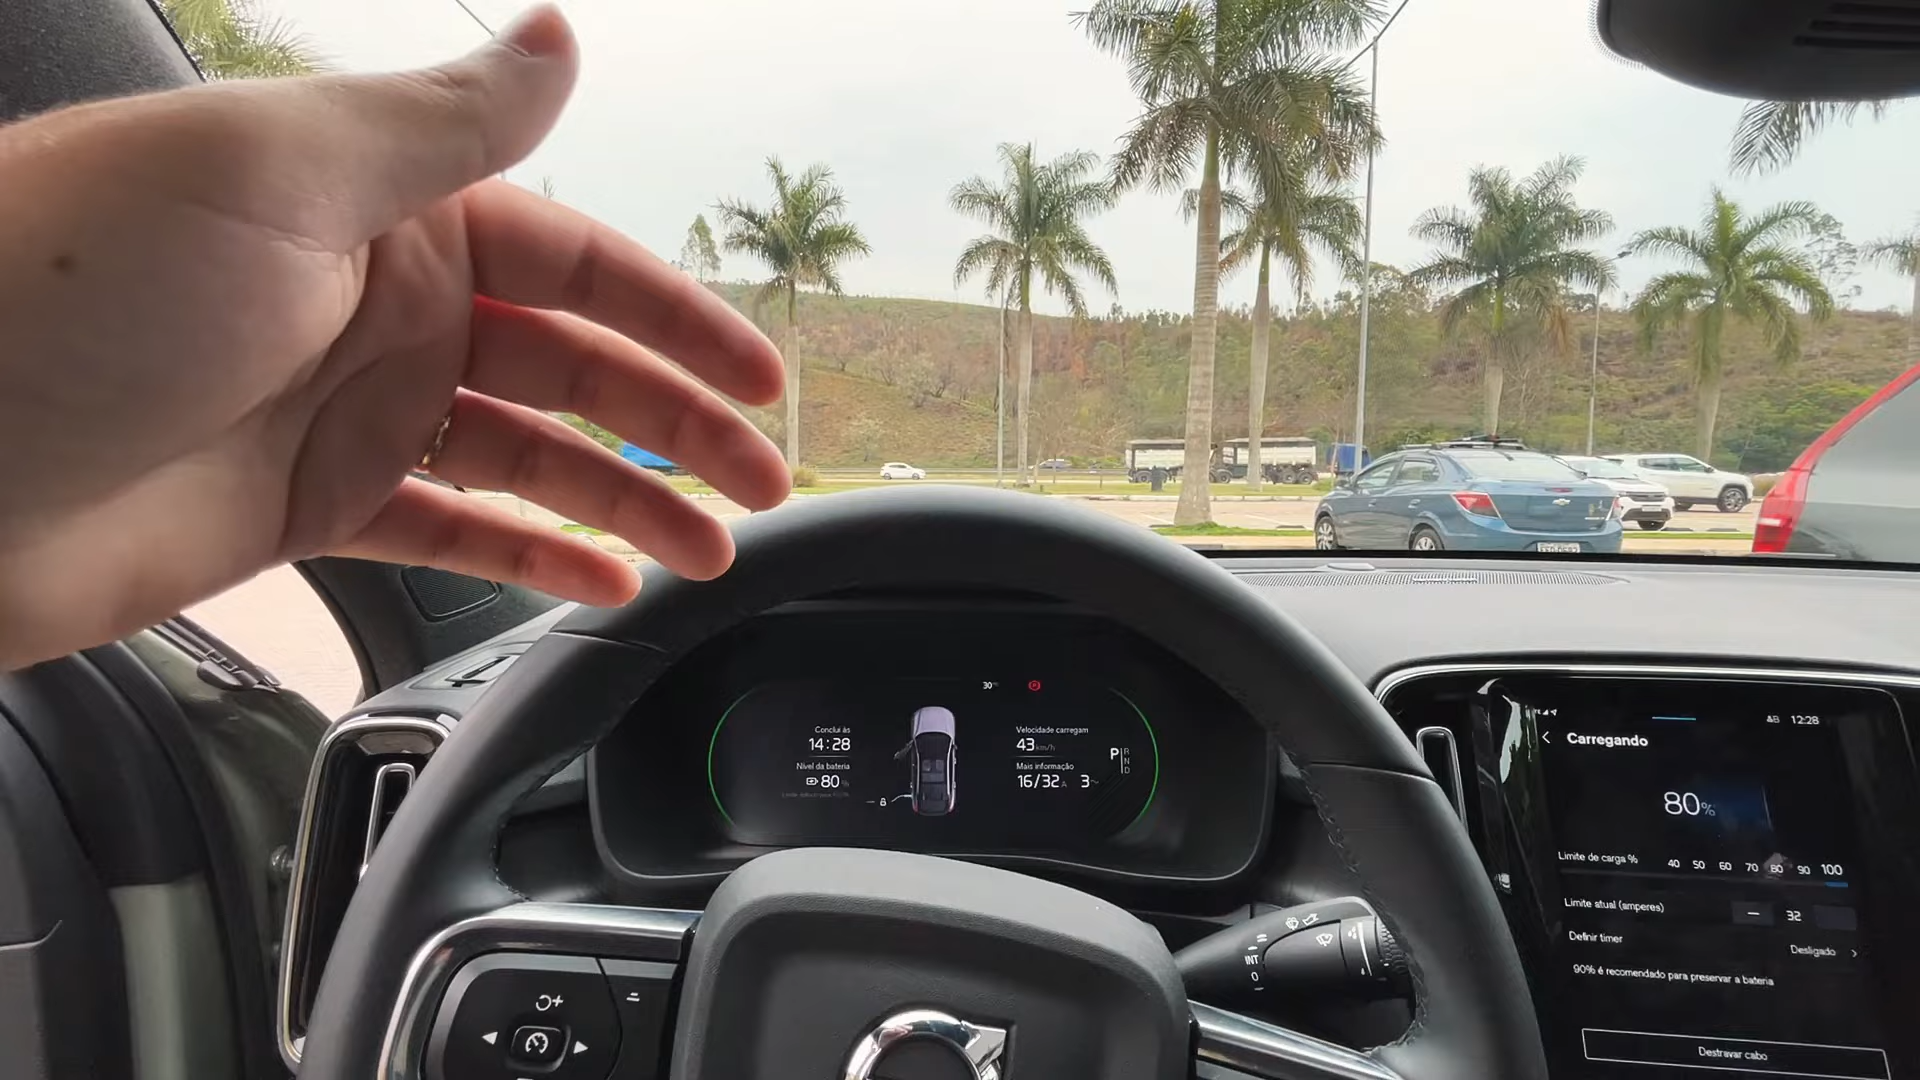 30
Conclui às
14:28
Nível da bateria
80 %
Velocidade carregam
43 km/h
Mais informação
16/32 A 3~
P
R
N
D
12:28
Carregando
80%
Limite de carga %
40 50 60 70 80 90 100
Limite atual (amperes)
− 32
Definir timer
Desligado >
90% é recomendado para preservar a bateria
Destravar cabo
INT
0